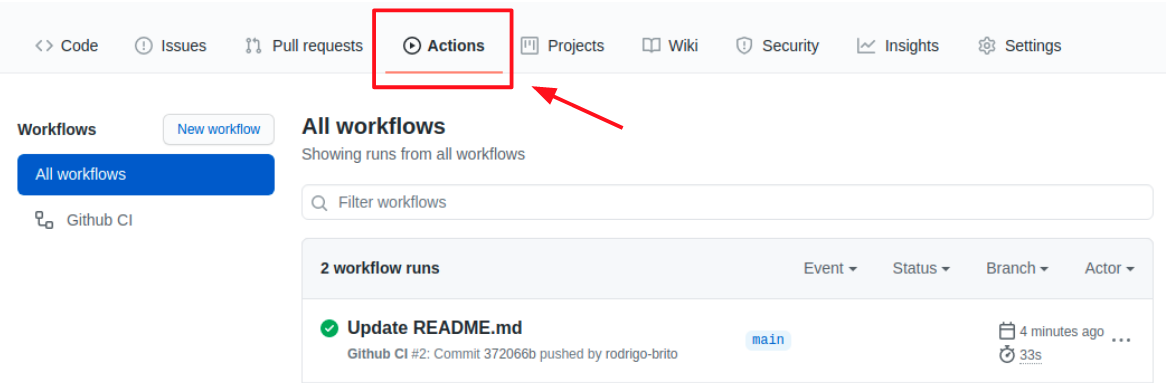 Code Issues Pull requests Actions Projects Wiki Security Insights Settings
Workflows New workflow
All workflows
Github CI
All workflows
Showing runs from all workflows
Filter workflows
2 workflow runs Event Status Branch Actor
Update README.md
Github CI #2: Commit 372066b pushed by rodrigo-brito
main
4 minutes ago
33s